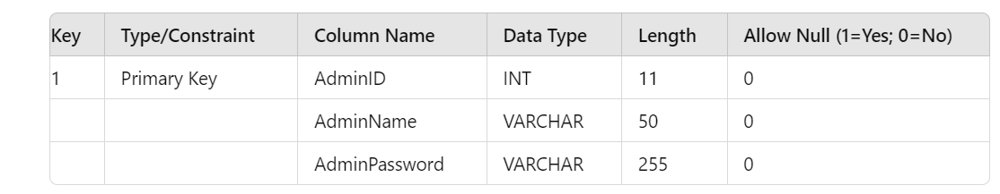 Key Type/Constraint Column Name Data Type Length Allow Null (1=Yes; 0=No)
1 Primary Key AdminID INT 11 0
AdminName VARCHAR 50 0
AdminPassword VARCHAR 255 0